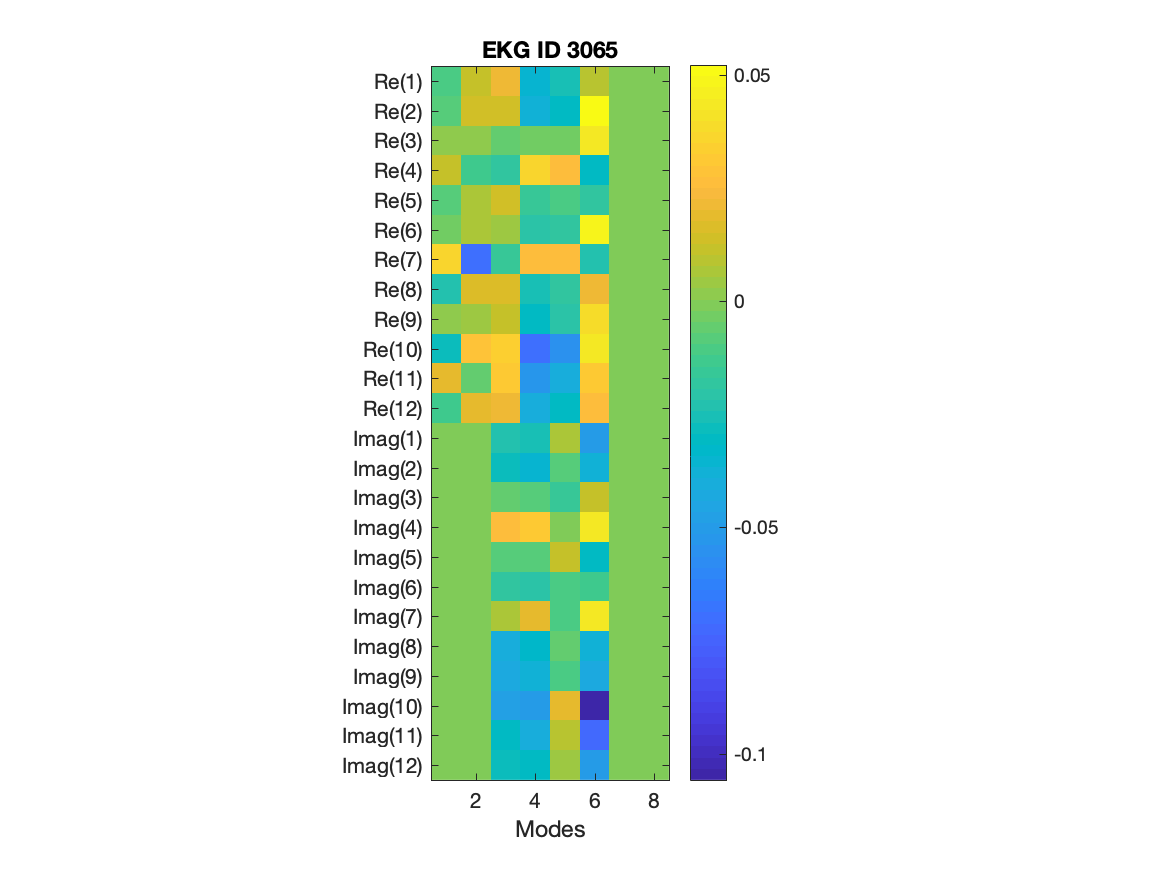 EKG ID 3065
Re(1)
Re(2)
Re(3)
Re(4)
Re(5)
Re(6)
Re(7)
Re(8)
Re(9)
Re(10)
Re(11)
Re(12)
Imag(1)
Imag(2)
Imag(3)
Imag(4)
Imag(5)
Imag(6)
Imag(7)
Imag(8)
Imag(9)
Imag(10)
Imag(11)
Imag(12)
2 4 6 8
Modes
0.05
0
-0.05
-0.1